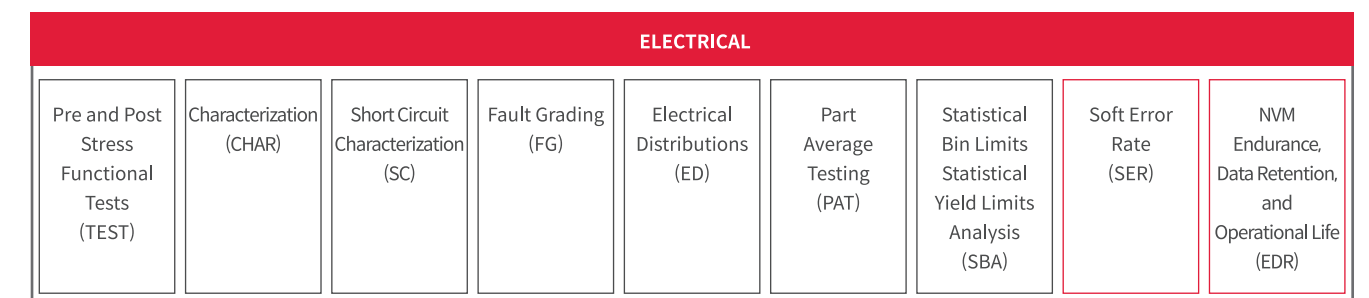 ELECTRICAL
Pre and Post
Stress
Functional
Tests
(TEST)
Characterization
(CHAR)
Short Circuit
Characterization
(SC)
Fault Grading
(FG)
Electrical
Distributions
(ED)
Part
Average
Testing
(PAT)
Statistical
Bin Limits
Statistical
Yield Limits
Analysis
(SBA)
Soft Error
Rate
(SER)
NVM
Endurance,
Data Retention,
and
Operational Life
(EDR)